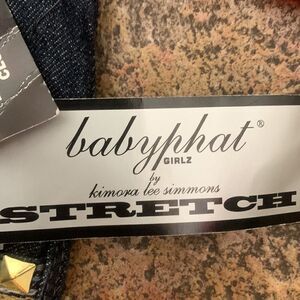 babyphat®
GIRLZ
by
kimora lee simmons
STRETCH